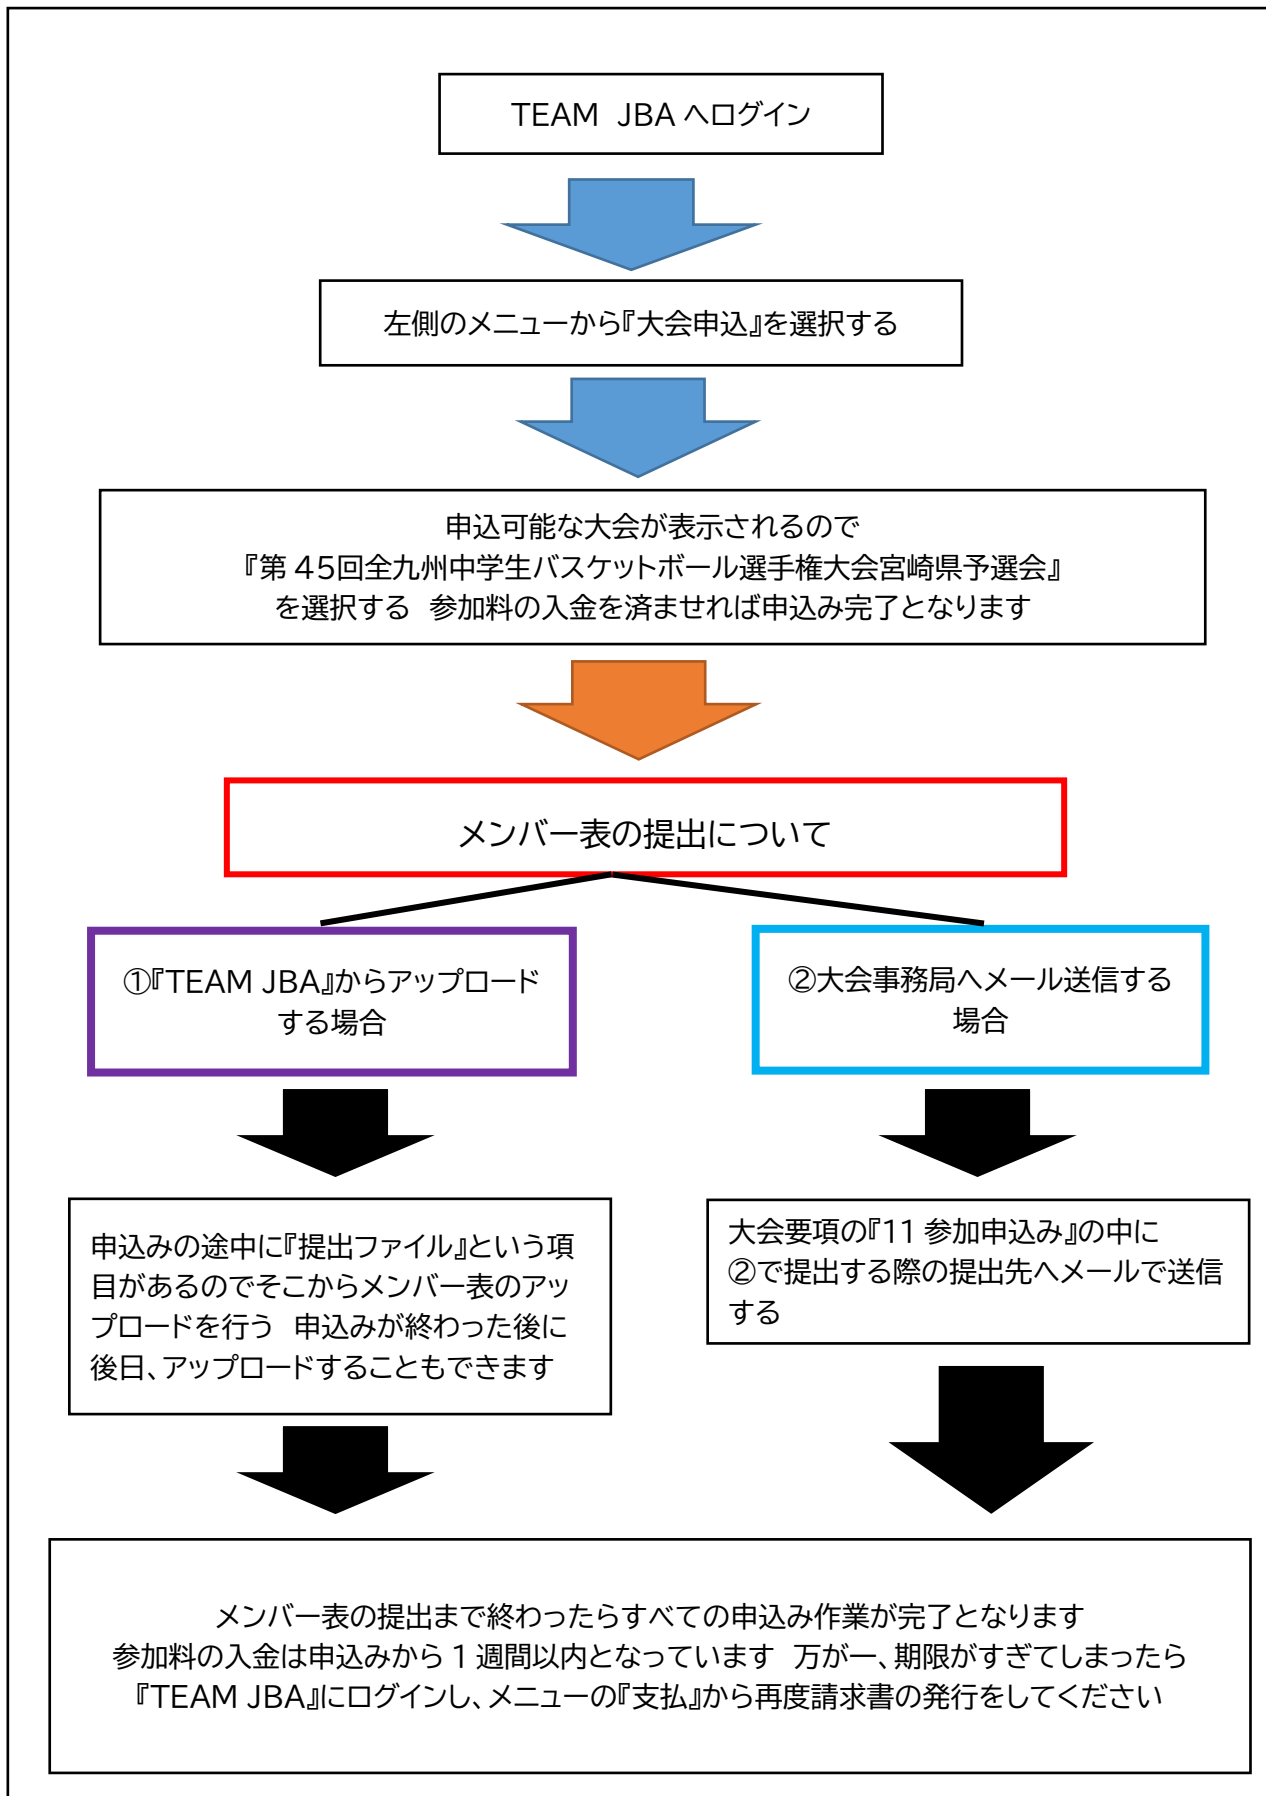 TEAM JBA へログイン
左側のメニューから『大会申込』を選択する
申込可能な大会が表示されるので
『第 45回全九州中学生バスケットボール選手権大会宮崎県予選会』
を選択する 参加料の入金を済ませれば申込み完了となります
メンバー表の提出について
①『TEAM JBA』からアップロード
する場合
②大会事務局へメール送信する
場合
申込みの途中に『提出ファイル』という項
目があるのでそこからメンバー表のアッ
プロードを行う 申込みが終わった後に
後日、アップロードすることもできます
大会要項の『11 参加申込み』の中に
②で提出する際の提出先へメールで送信
する
メンバー表の提出まで終わったらすべての申込み作業が完了となります
参加料の入金は申込みから 1 週間以内となっています 万が一、期限がすぎてしまったら
『TEAM JBA』にログインし、メニューの『支払』から再度請求書の発行をしてください